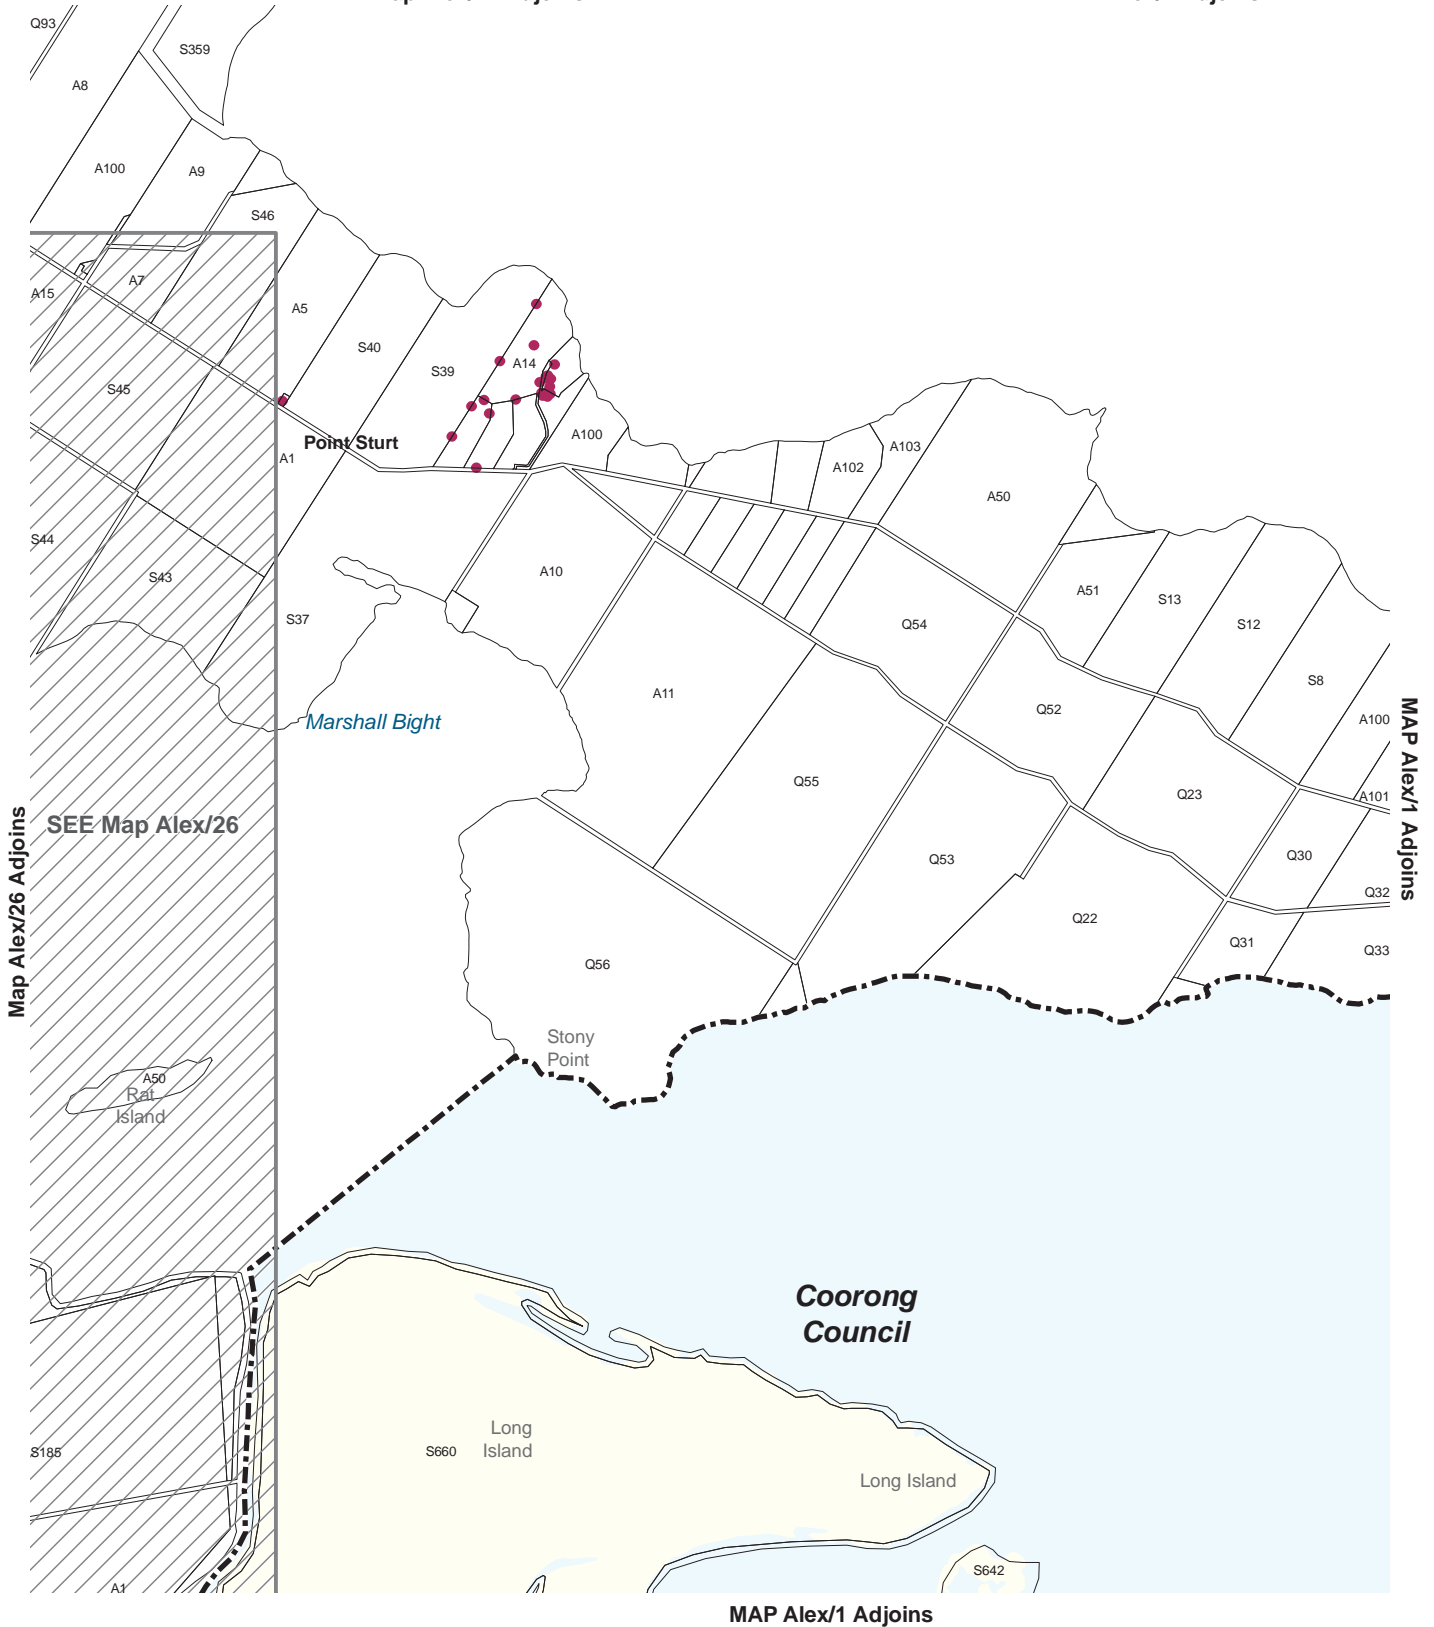 Q93
S359
A8
A100
A9
S46
A7
A15
A5
S40
S39
A14
S45
Point Sturt
A1
A100
A102
A103
A50
S44
S43
A10
S37
A51
S13
Q54
S12
S8
A11
Q52
A100
Marshall Bight
Q55
Q23
A101
MAP Alex/1 Adjoins
SEE Map Alex/26
Map Alex/26 Adjoins
Q53
Q30
Q32
Q22
Q31
Q33
Q56
Stony
Point
A50
Rat
Island
Coorong
Council
Long
Island
S660
S185
Long Island
S642
A1
MAP Alex/1 Adjoins